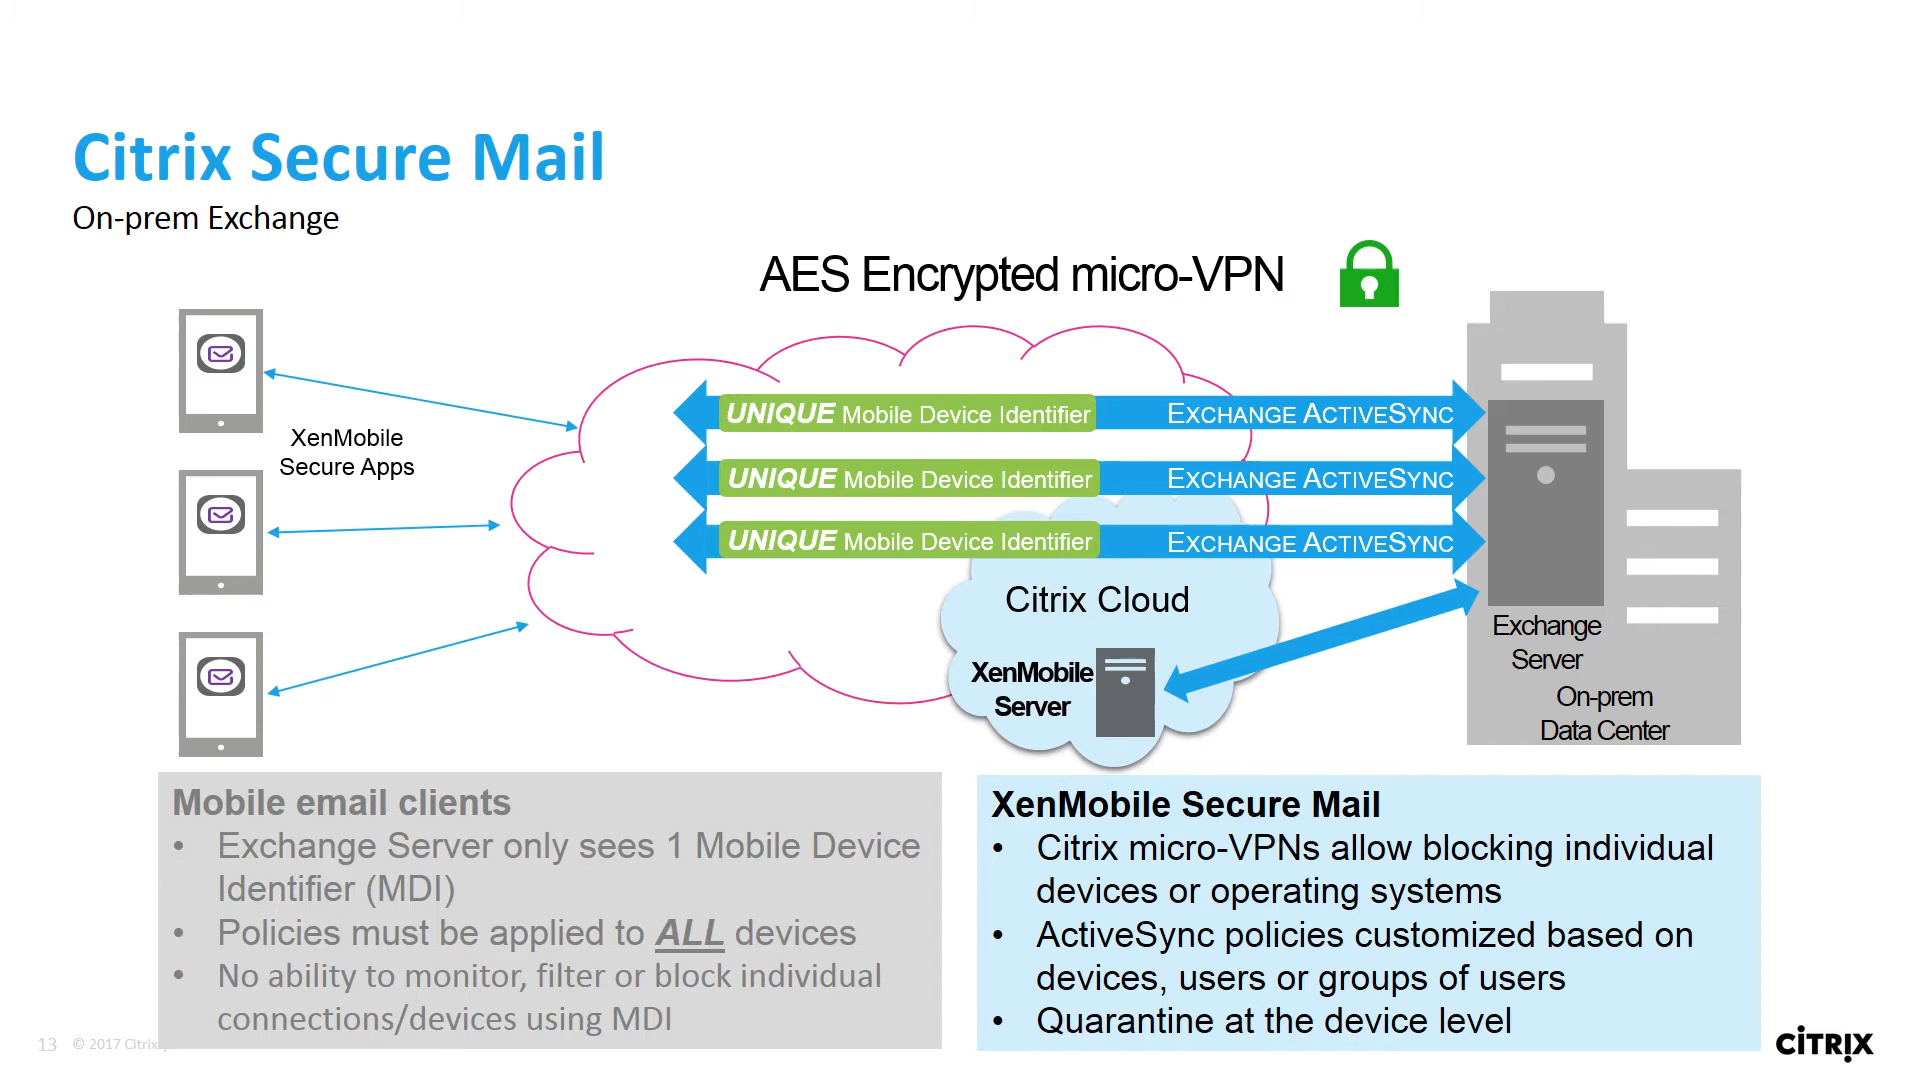 Citrix Secure Mail
On-prem Exchange
AES Encrypted micro-VPN
XenMobile
Secure Apps
UNIQUE Mobile Device Identifier EXCHANGE ACTIVESYNC
UNIQUE Mobile Device Identifier EXCHANGE ACTIVESYNC
UNIQUE Mobile Device Identifier EXCHANGE ACTIVESYNC
Citrix Cloud
XenMobile
Server
Exchange
Server
On-prem
Data Center
Mobile email clients
• Exchange Server only sees 1 Mobile Device
Identifier (MDI)
• Policies must be applied to ALL devices
• No ability to monitor, filter or block individual
connections/devices using MDI
XenMobile Secure Mail
• Citrix micro-VPNs allow blocking individual
devices or operating systems
• ActiveSync policies customized based on
devices, users or groups of users
• Quarantine at the device level
13 © 2017 Citrix
CITRIX